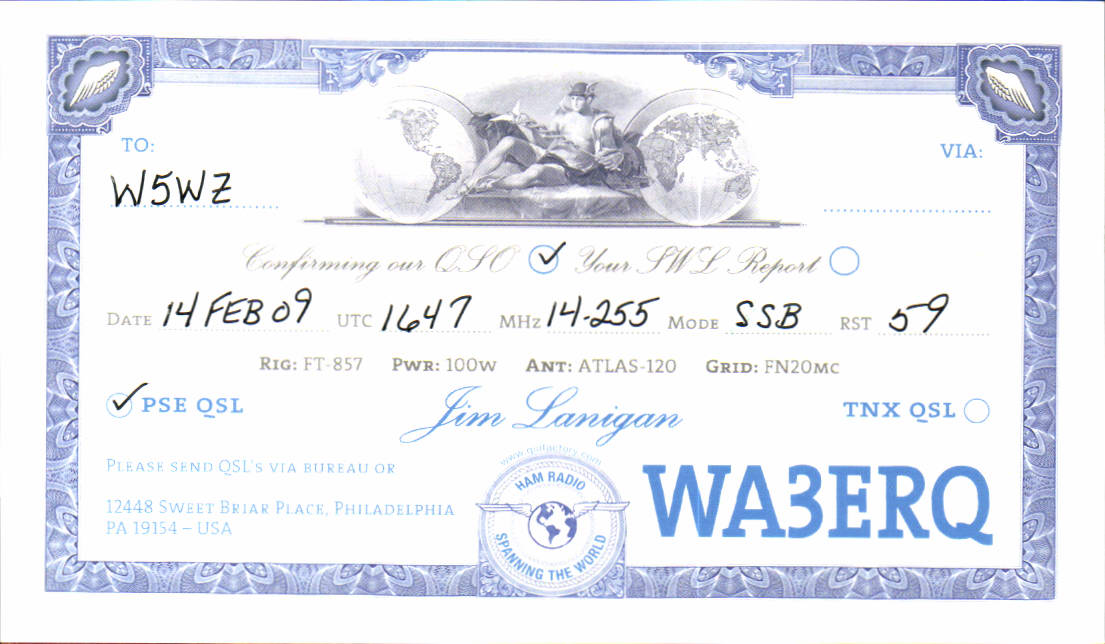 TO:
VIA:
W5WZ
Confirming our QSO ✓ Your SWL Report
DATE 14 FEB 09 UTC 1647 MHz 14.255 MODE SSB RST 59
RIG: FT-857 PWR: 100W ANT: ATLAS-120 GRID: FN20MC
✓ PSE QSL
Jim Lanigan
TNX QSL
PLEASE SEND QSL'S VIA BUREAU OR
12448 SWEET BRIAR PLACE, PHILADELPHIA
PA 19154 – USA
www.qslfactory.com
HAM RADIO
SPANNING THE WORLD
WA3ERQ